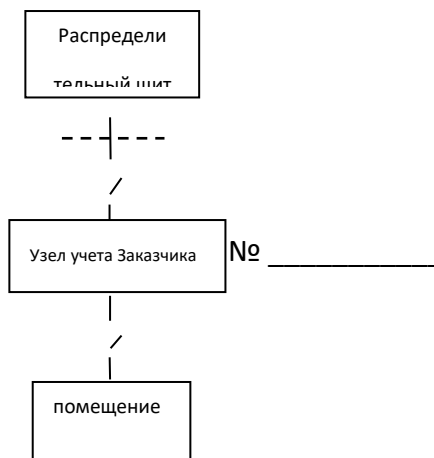 Распредели
тельный щит
Узел учета Заказчика
№ ___________
помещение